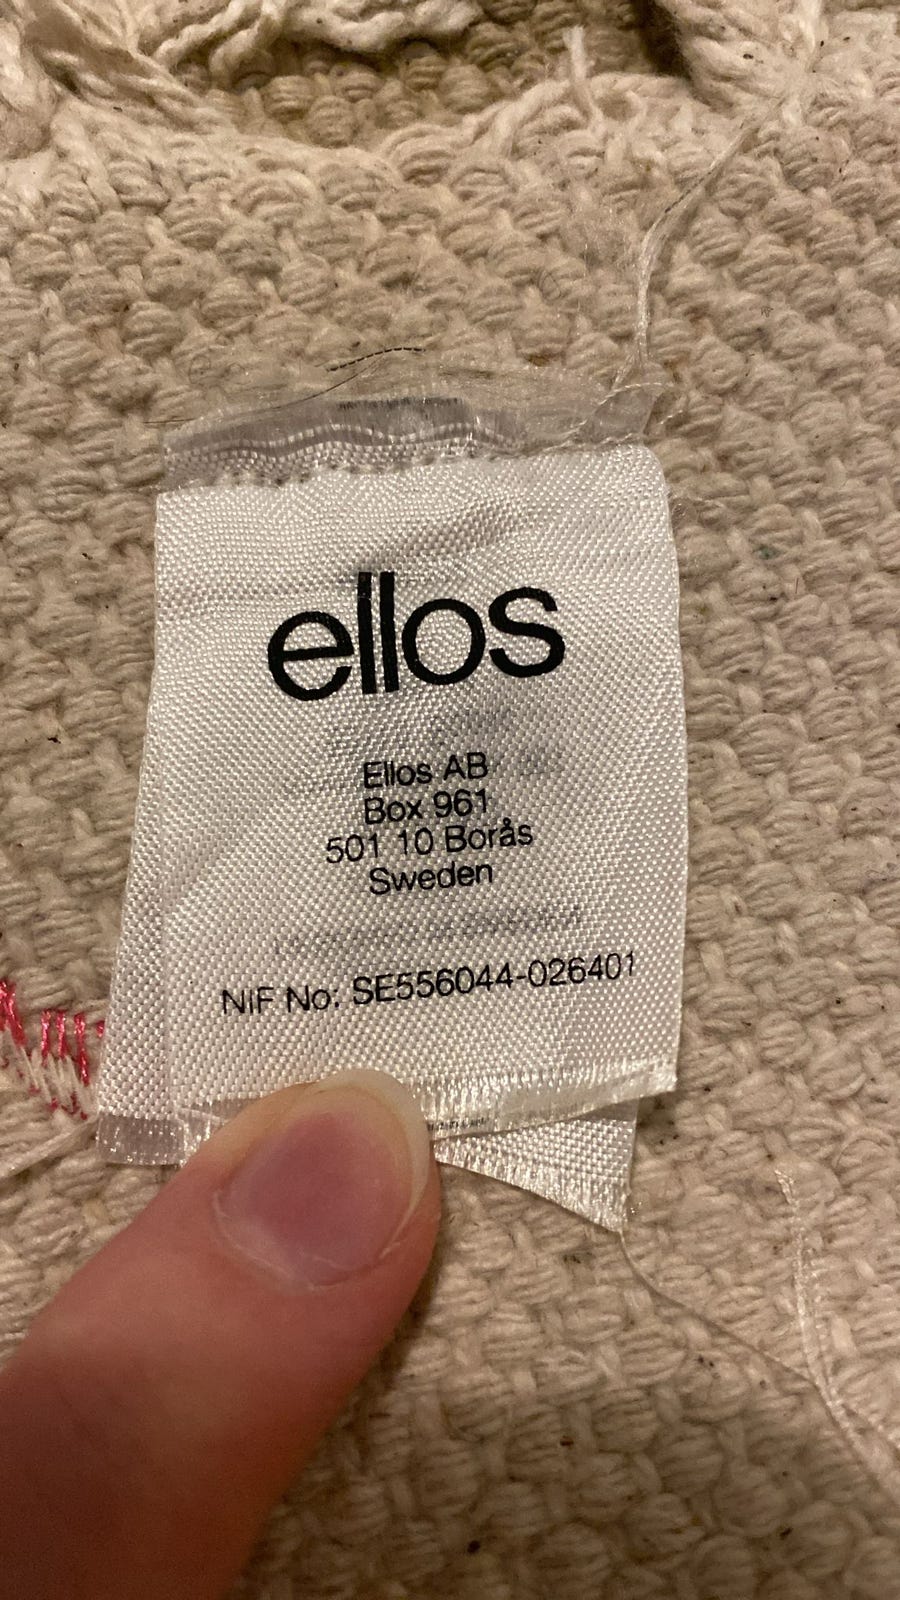 ellos
Ellos AB
Box 961
501 10 Borås
Sweden
NIF No: SE556044-026401